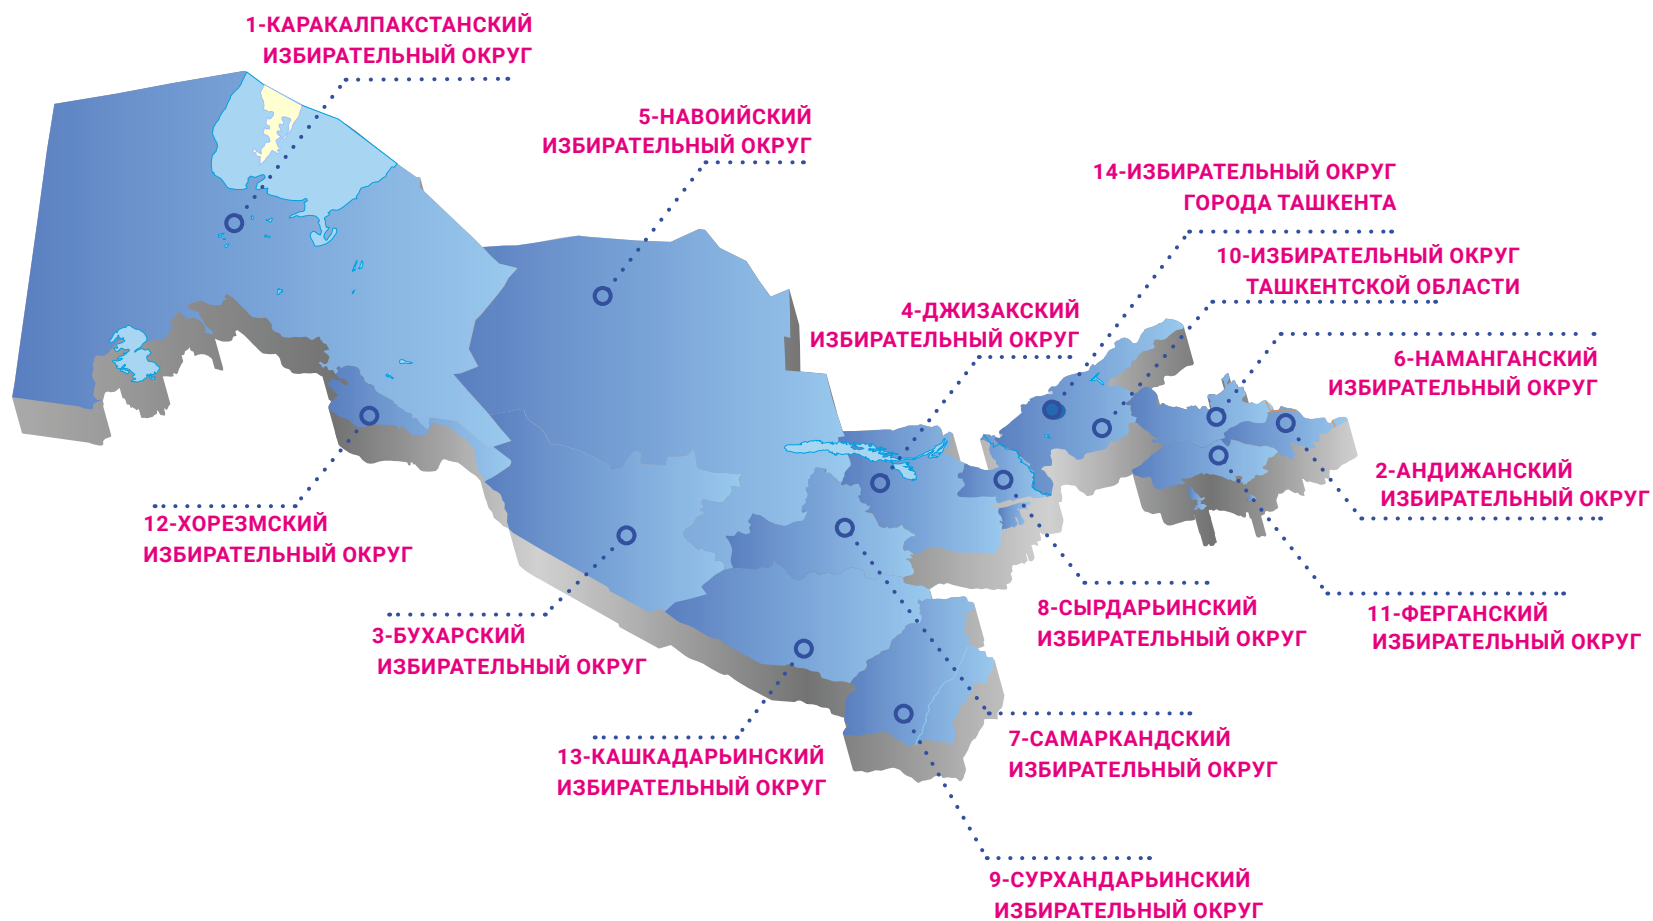 1-КАРАКАЛПАКСТАНСКИЙ
ИЗБИРАТЕЛЬНЫЙ ОКРУГ
5-НАВОИЙСКИЙ
ИЗБИРАТЕЛЬНЫЙ ОКРУГ
14-ИЗБИРАТЕЛЬНЫЙ ОКРУГ
ГОРОДА ТАШКЕНТА
10-ИЗБИРАТЕЛЬНЫЙ ОКРУГ
ТАШКЕНТСКОЙ ОБЛАСТИ
4-ДЖИЗАКСКИЙ
ИЗБИРАТЕЛЬНЫЙ ОКРУГ
6-НАМАНГАНСКИЙ
ИЗБИРАТЕЛЬНЫЙ ОКРУГ
2-АНДИЖАНСКИЙ
ИЗБИРАТЕЛЬНЫЙ ОКРУГ
12-ХОРЕЗМСКИЙ
ИЗБИРАТЕЛЬНЫЙ ОКРУГ
3-БУХАРСКИЙ
ИЗБИРАТЕЛЬНЫЙ ОКРУГ
8-СЫРДАРЬИНСКИЙ
ИЗБИРАТЕЛЬНЫЙ ОКРУГ
11-ФЕРГАНСКИЙ
ИЗБИРАТЕЛЬНЫЙ ОКРУГ
13-КАШКАДАРЬИНСКИЙ
ИЗБИРАТЕЛЬНЫЙ ОКРУГ
7-САМАРКАНДСКИЙ
ИЗБИРАТЕЛЬНЫЙ ОКРУГ
9-СУРХАНДАРЬИНСКИЙ
ИЗБИРАТЕЛЬНЫЙ ОКРУГ